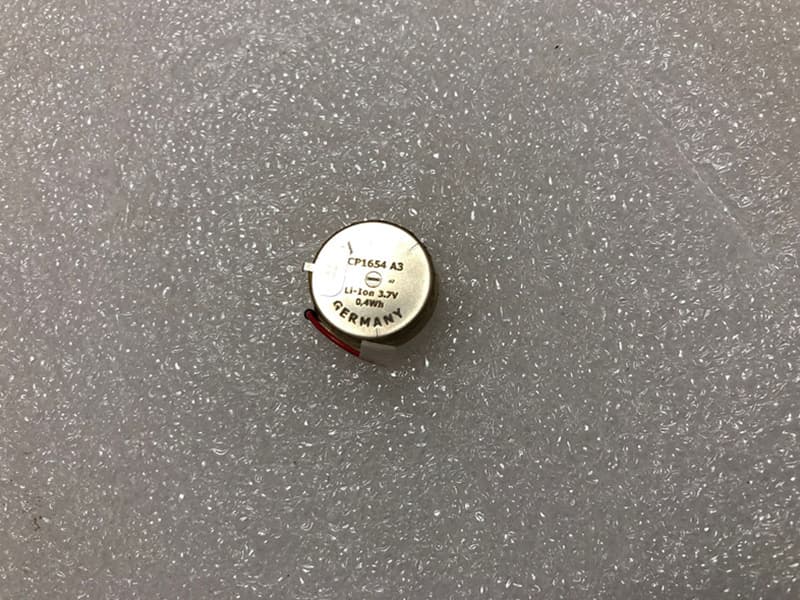 CP1654 A3
Li-Ion 3.7V
0,4Wh
GERMANY